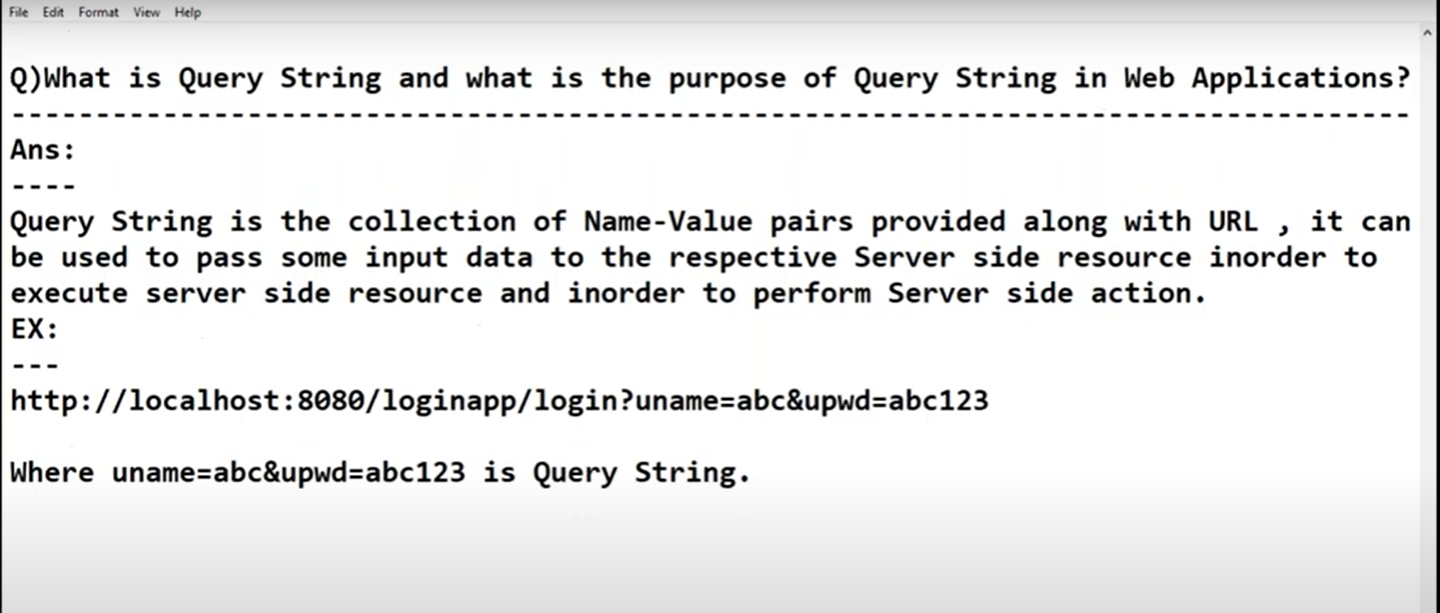 File Edit Format View Help
Q)What is Query String and what is the purpose of Query String in Web Applications?
-----------------------------------------------------------------------------------
Ans:
----
Query String is the collection of Name-Value pairs provided along with URL , it can
be used to pass some input data to the respective Server side resource inorder to
execute server side resource and inorder to perform Server side action.
EX:
---
http://localhost:8080/loginapp/login?uname=abc&upwd=abc123
Where uname=abc&upwd=abc123 is Query String.